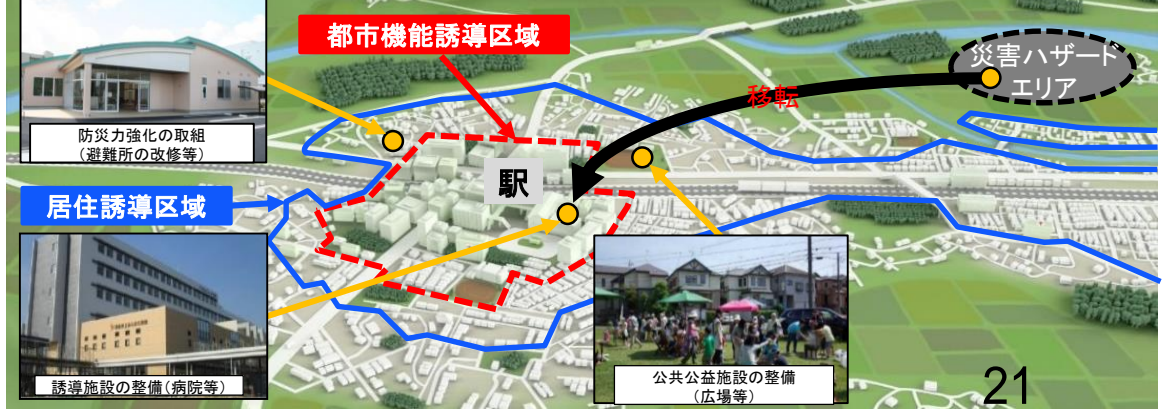 都市機能誘導区域
災害ハザード
エリア
移転
防災力強化の取組
（避難所の改修等）
駅
居住誘導区域
誘導施設の整備（病院等）
公共公益施設の整備
（広場等）
21